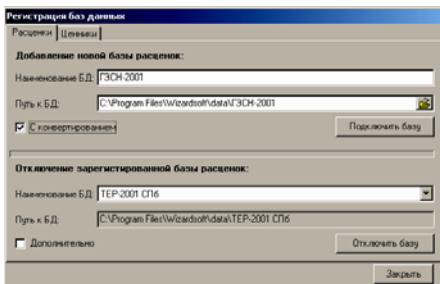 Регистрация баз данных
Расценки Ценники
Добавление новой базы расценок:
Наименование БД: ГЭСН-2001
Путь к БД: C:\Program Files\Wizardsoft\data\ГЭСН-2001
С конвертированием Подключить базу
Отключение зарегистрированной базы расценок:
Наименование БД: ТЕР-2001 СПб
Путь к БД: C:\Program Files\Wizardsoft\data\ТЕР-2001 СПб
Дополнительно Отключить базу
Закрыть